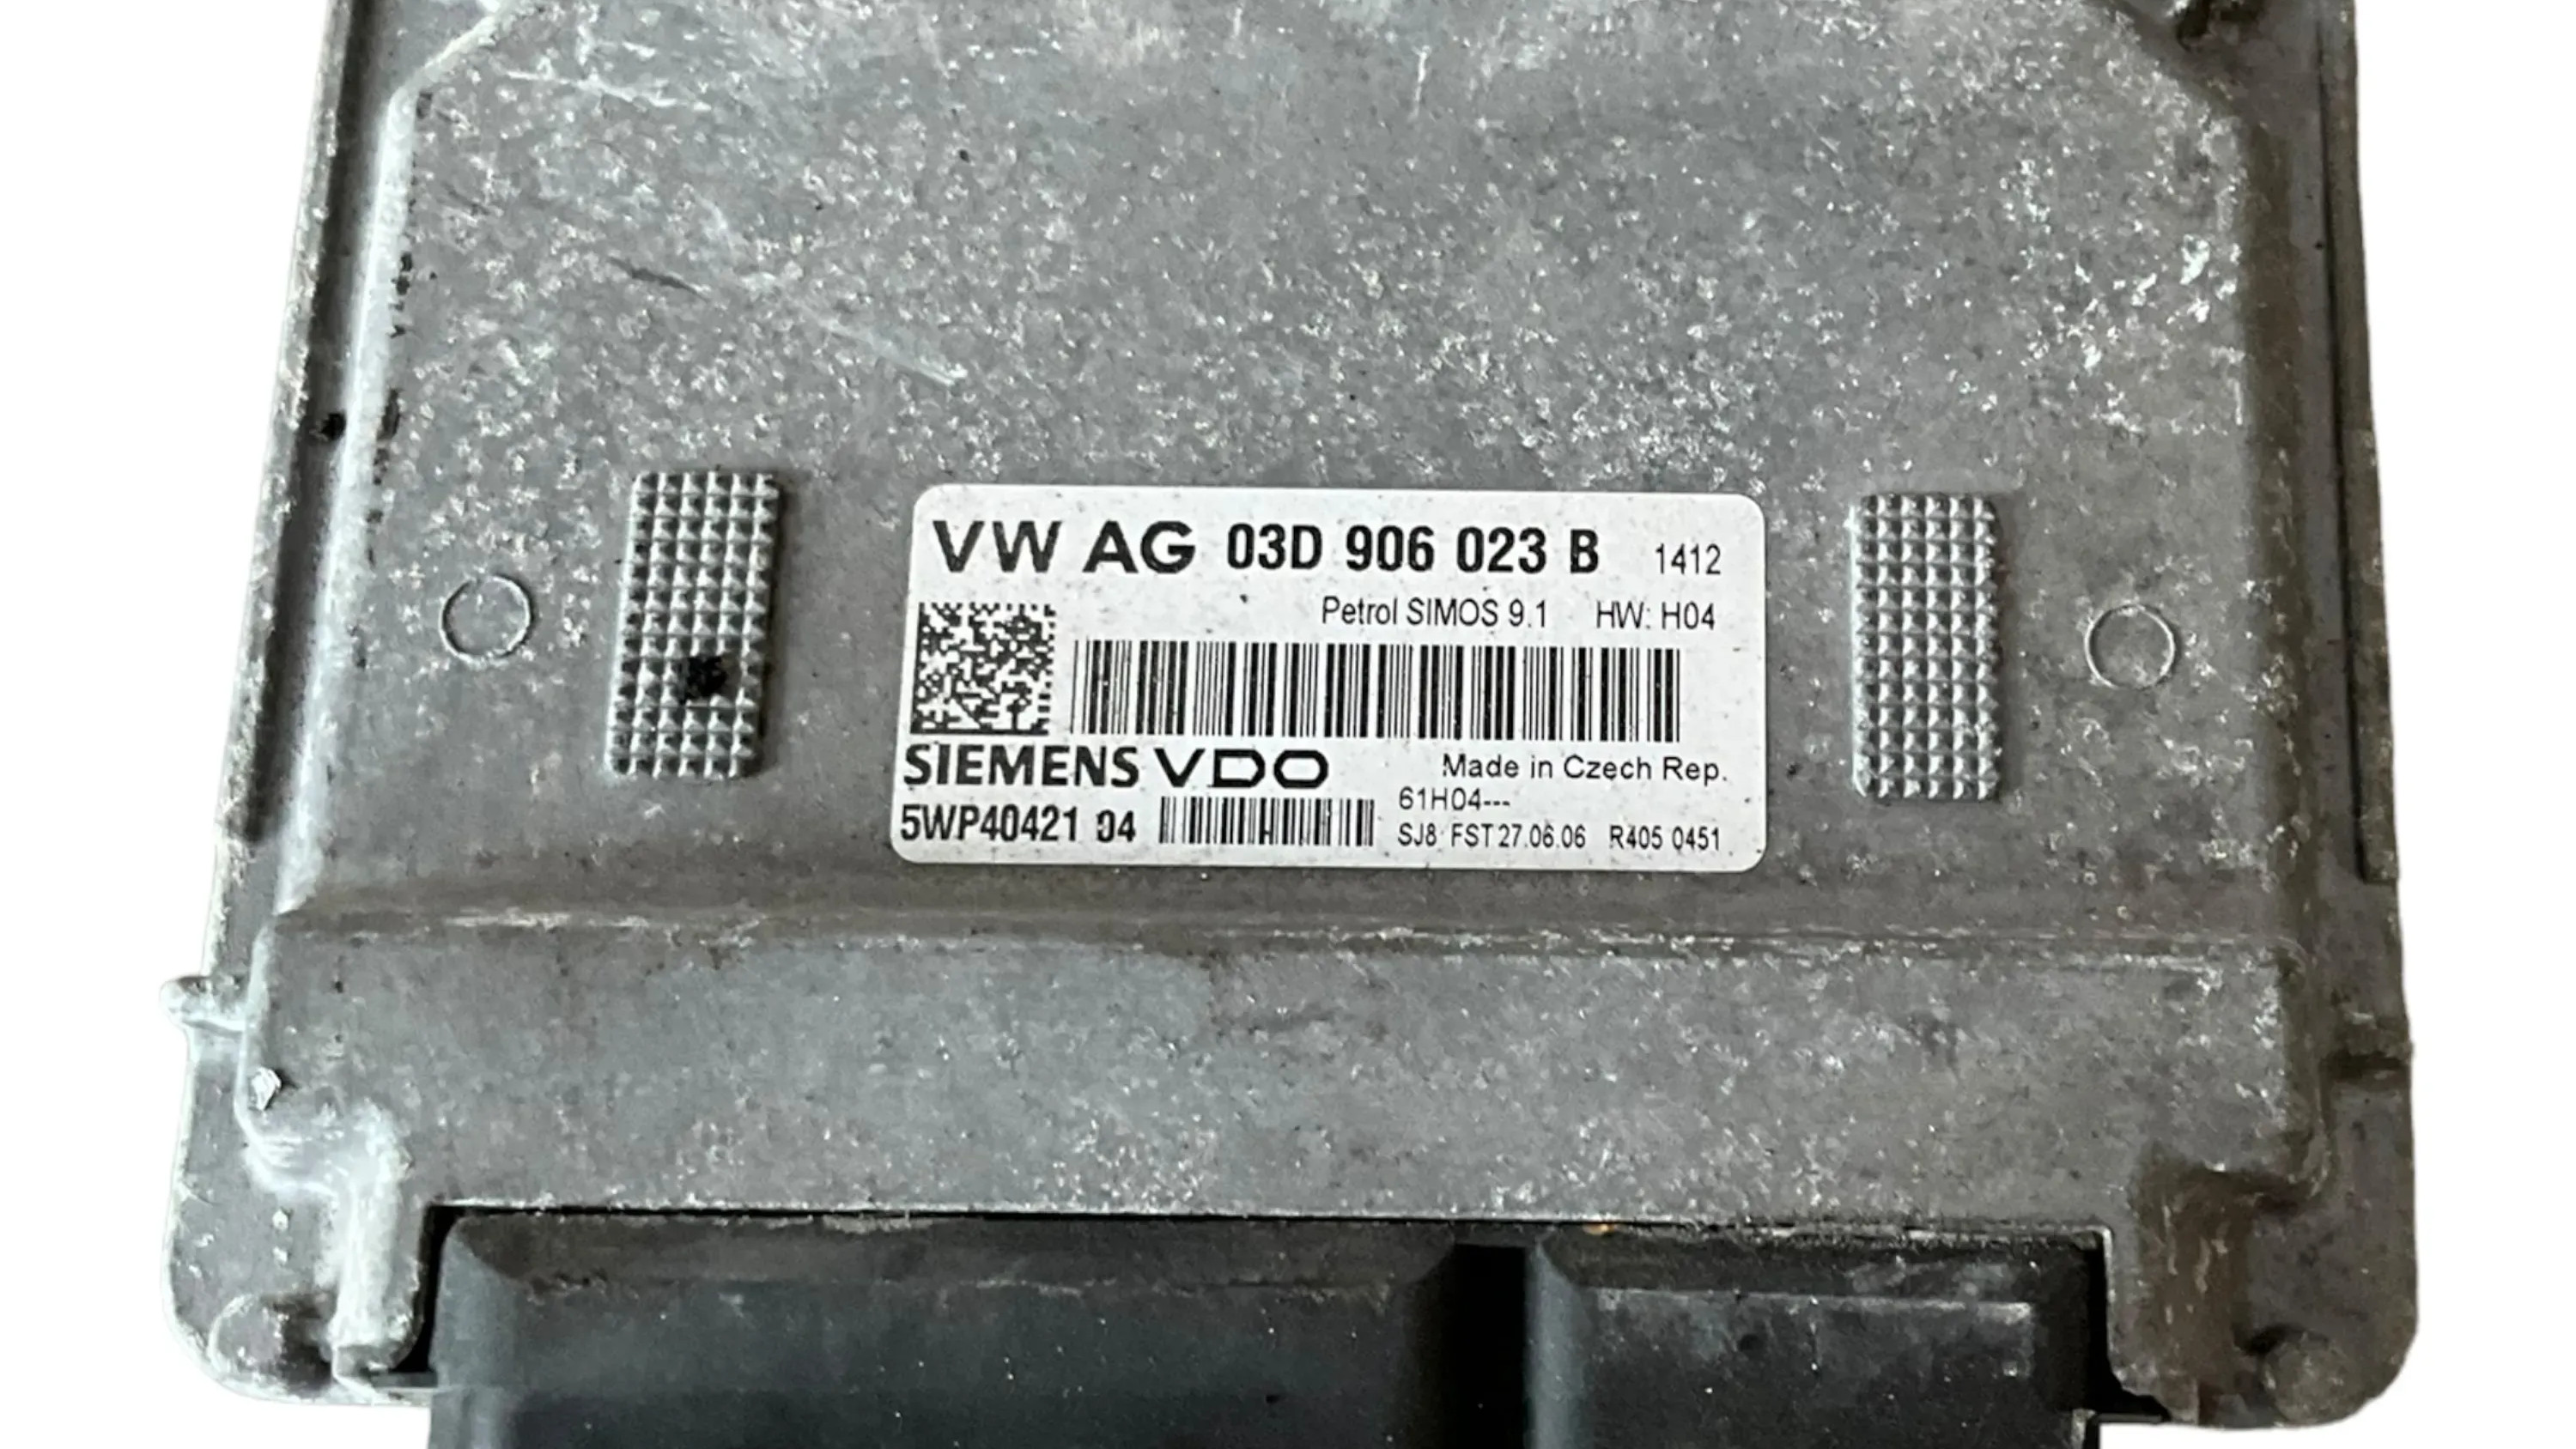 VW AG 03D 906 023 B 1412
Petrol SIMOS 9.1 HW: H04
SIEMENS VDO Made in Czech Rep.
61H04---
5WP40421 04 SJ8 FST 27.06.06 R405 0451